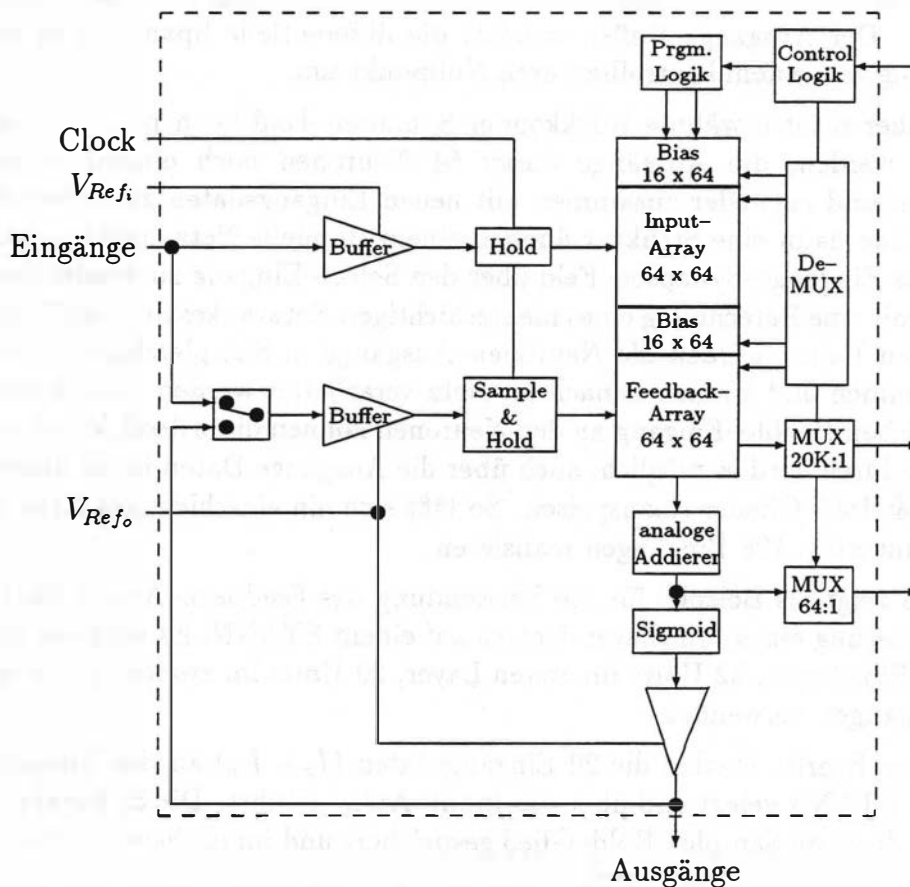 Prgm.
Logik
Control
Logik
Clock
Bias
16 x 64
V_Ref_i
Eingänge
Buffer
Hold
Input–
Array
64 x 64
De–
MUX
Bias
16 x 64
Buffer
Sample
&
Hold
Feedback–
Array
64 x 64
MUX
20K:1
V_Ref_o
analoge
Addierer
MUX
64:1
Sigmoid
Ausgänge